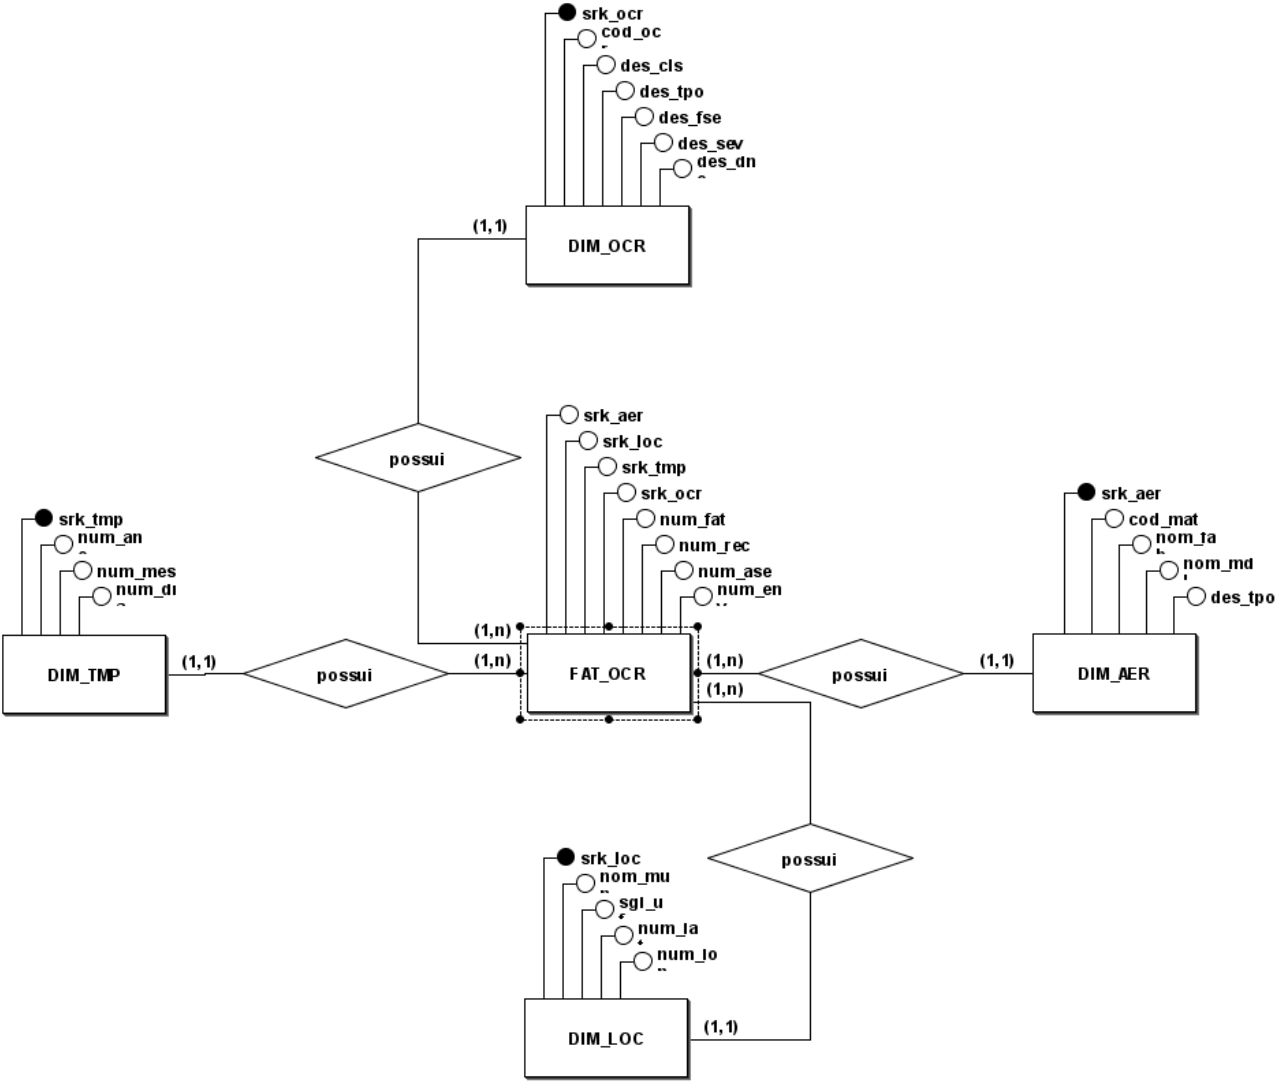 srk_ocr
cod_oc
des_cls
des_tpo
des_fse
des_sev
des_dn
(1,1)
DIM_OCR
possui
srk_aer
srk_loc
srk_tmp
srk_ocr
num_fat
num_rec
num_ase
num_en
srk_tmp
num_an
num_mes
num_di
srk_aer
cod_mat
nom_fa
nom_md
des_tpo
(1,n)
(1,1)
(1,n)
(1,n)
(1,1)
DIM_TMP
possui
FAT_OCR
possui
DIM_AER
(1,n)
srk_loc
nom_mu
sgl_u
num_la
num_lo
possui
(1,1)
DIM_LOC